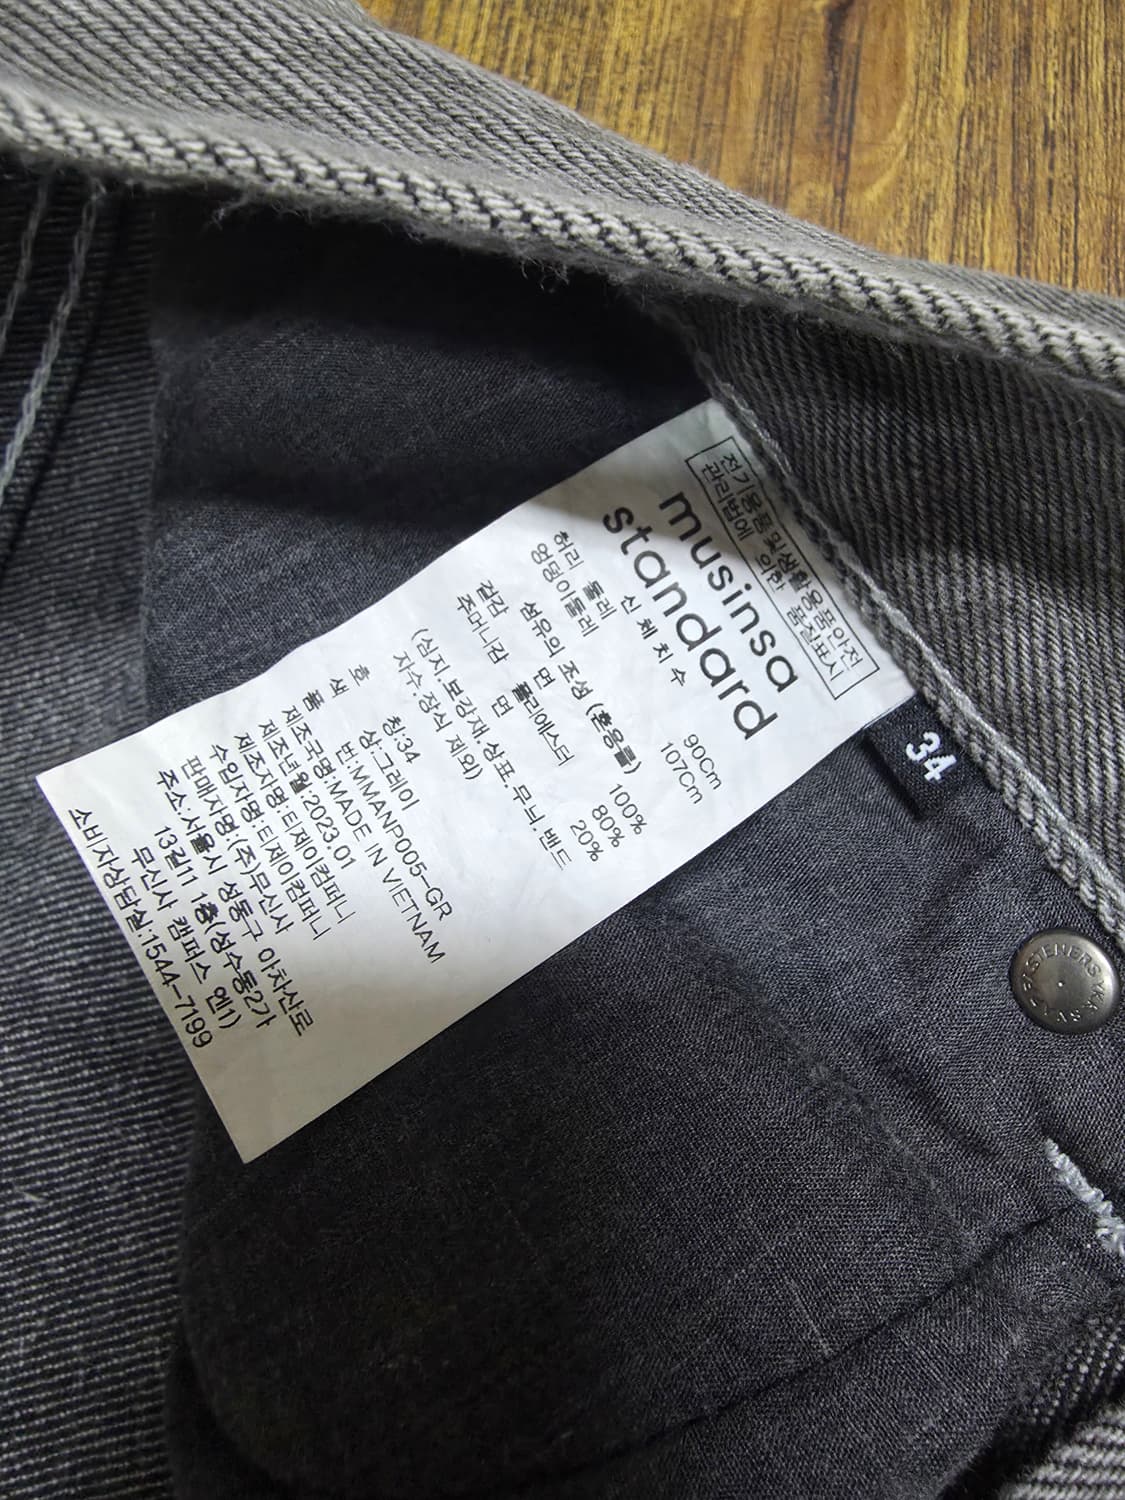 전기용품및생활용품안전
관리법에 의한 품질표시
musinsa
standard
신체치수
허리 둘레 90Cm
엉덩이둘레 107Cm
섬유의 조성 (혼용률)
겉감 면 100%
주머니감 폴리에스터 80%
면 20%
(심지.보강재.상표.무늬.밴드
자수.장식 제외)
호 칭:34
색 상:그레이
품 번:MMANP005-GR
제조국명:MADE IN VIETNAM
제조년월:2023.01
제조자명:티제이컴퍼니
수입자명:티제이컴퍼니
판매자명:(주)무신사
주소:서울시 성동구 아차산로
13길11 1층(성수동2가
무신사 캠퍼스 엔1)
소비자상담실:1544-7199
34
YKK SNAP FASTENERS